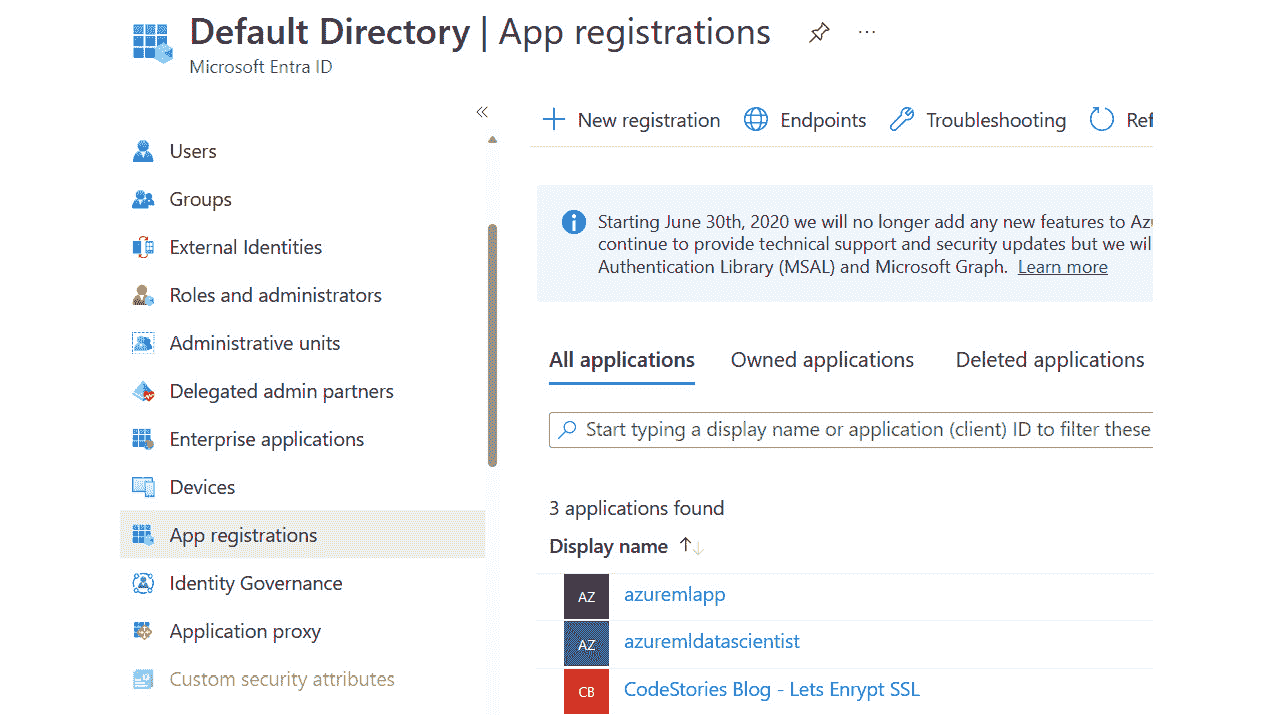 Default Directory | App registrations
Microsoft Entra ID
Users
Groups
External Identities
Roles and administrators
Administrative units
Delegated admin partners
Enterprise applications
Devices
App registrations
Identity Governance
Application proxy
Custom security attributes
New registration
Endpoints
Troubleshooting
Starting June 30th, 2020 we will no longer add any new features to
continue to provide technical support and security updates but we
Authentication Library (MSAL) and Microsoft Graph. Learn more
All applications
Owned applications
Deleted applications
Start typing a display name or application (client) ID to filter these
3 applications found
Display name
AZ azuremlapp
AZ azuremldatascientist
CB CodeStories Blog - Lets Encrypt SSL